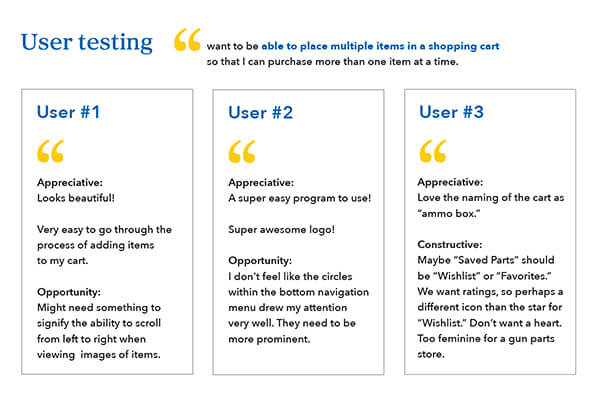 User testing
“ want to be able to place multiple items in a shopping cart
so that I can purchase more than one item at a time.
User #1
“
Appreciative:
Looks beautiful!
Very easy to go through the
process of adding items
to my cart.
Opportunity:
Might need something to
signify the ability to scroll
from left to right when
viewing images of items.
User #2
“
Appreciative:
A super easy program to use!
Super awesome logo!
Opportunity:
I don’t feel like the circles
within the bottom navigation
menu drew my attention
very well. They need to be
more prominent.
User #3
“
Appreciative:
Love the naming of the cart as
“ammo box.”
Constructive:
Maybe “Saved Parts” should
be “Wishlist” or “Favorites.”
We want ratings, so perhaps a
different icon than the star for
“Wishlist.” Don’t want a heart.
Too feminine for a gun parts
store.